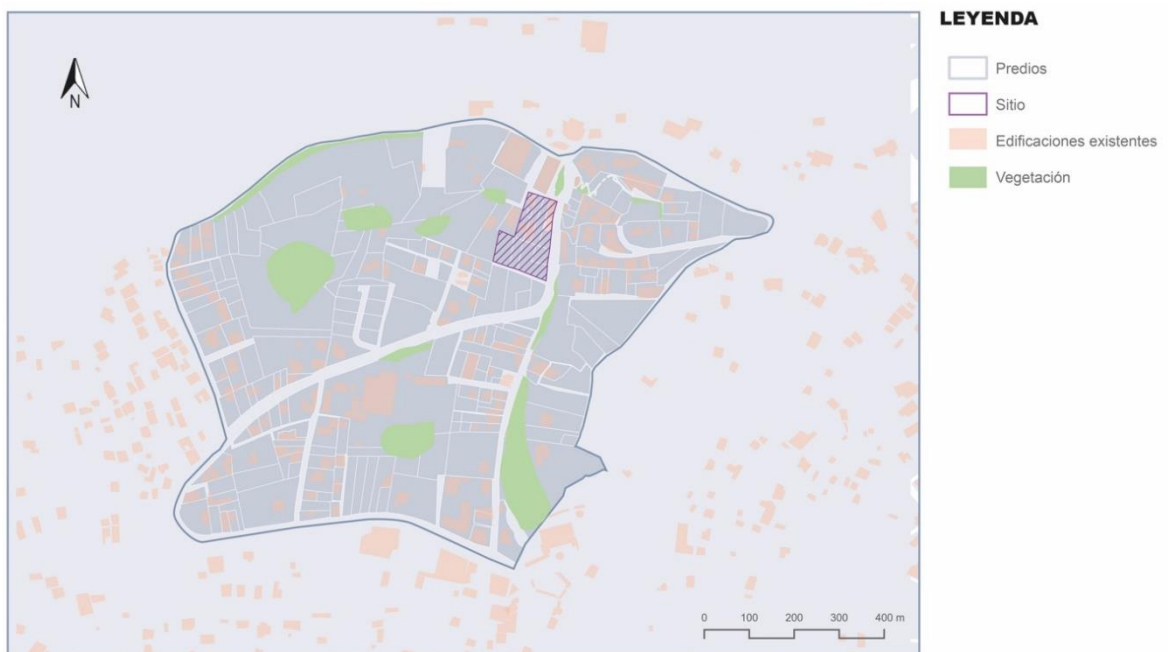 LEYENDA
Predios
Sitio
Edificaciones existentes
Vegetación
N
0 100 200 300 400 m